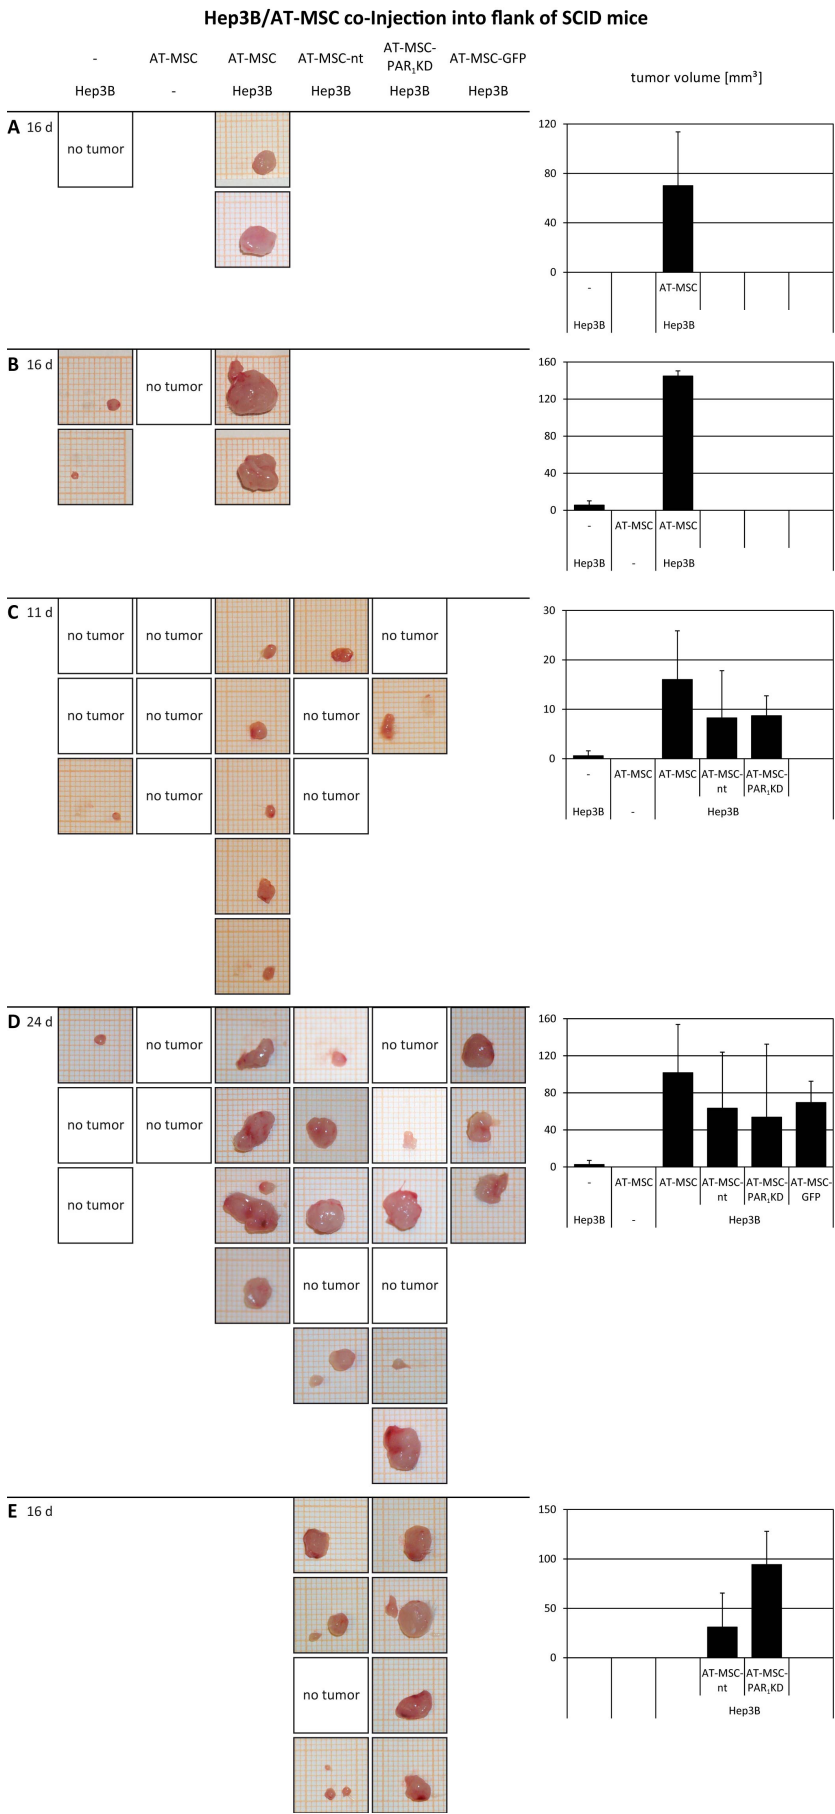 Hep3B/AT-MSC co-Injection into flank of SCID mice
- AT-MSC AT-MSC AT-MSC-nt AT-MSC-PAR₁KD AT-MSC-GFP
Hep3B - Hep3B Hep3B Hep3B Hep3B
tumor volume [mm³]
A 16 d
no tumor
120
80
40
0
- AT-MSC
Hep3B Hep3B
B 16 d
no tumor
160
120
80
40
0
- AT-MSC AT-MSC
Hep3B - Hep3B
C 11 d
no tumor no tumor no tumor
no tumor no tumor no tumor
no tumor no tumor
30
20
10
0
- AT-MSC AT-MSC AT-MSC-nt AT-MSC-PAR₁KD
Hep3B - Hep3B
D 24 d
no tumor no tumor
no tumor no tumor
no tumor
no tumor no tumor
160
120
80
40
0
- AT-MSC AT-MSC AT-MSC-nt AT-MSC-PAR₁KD AT-MSC-GFP
Hep3B - Hep3B
E 16 d
no tumor
150
100
50
0
AT-MSC-nt AT-MSC-PAR₁KD
Hep3B